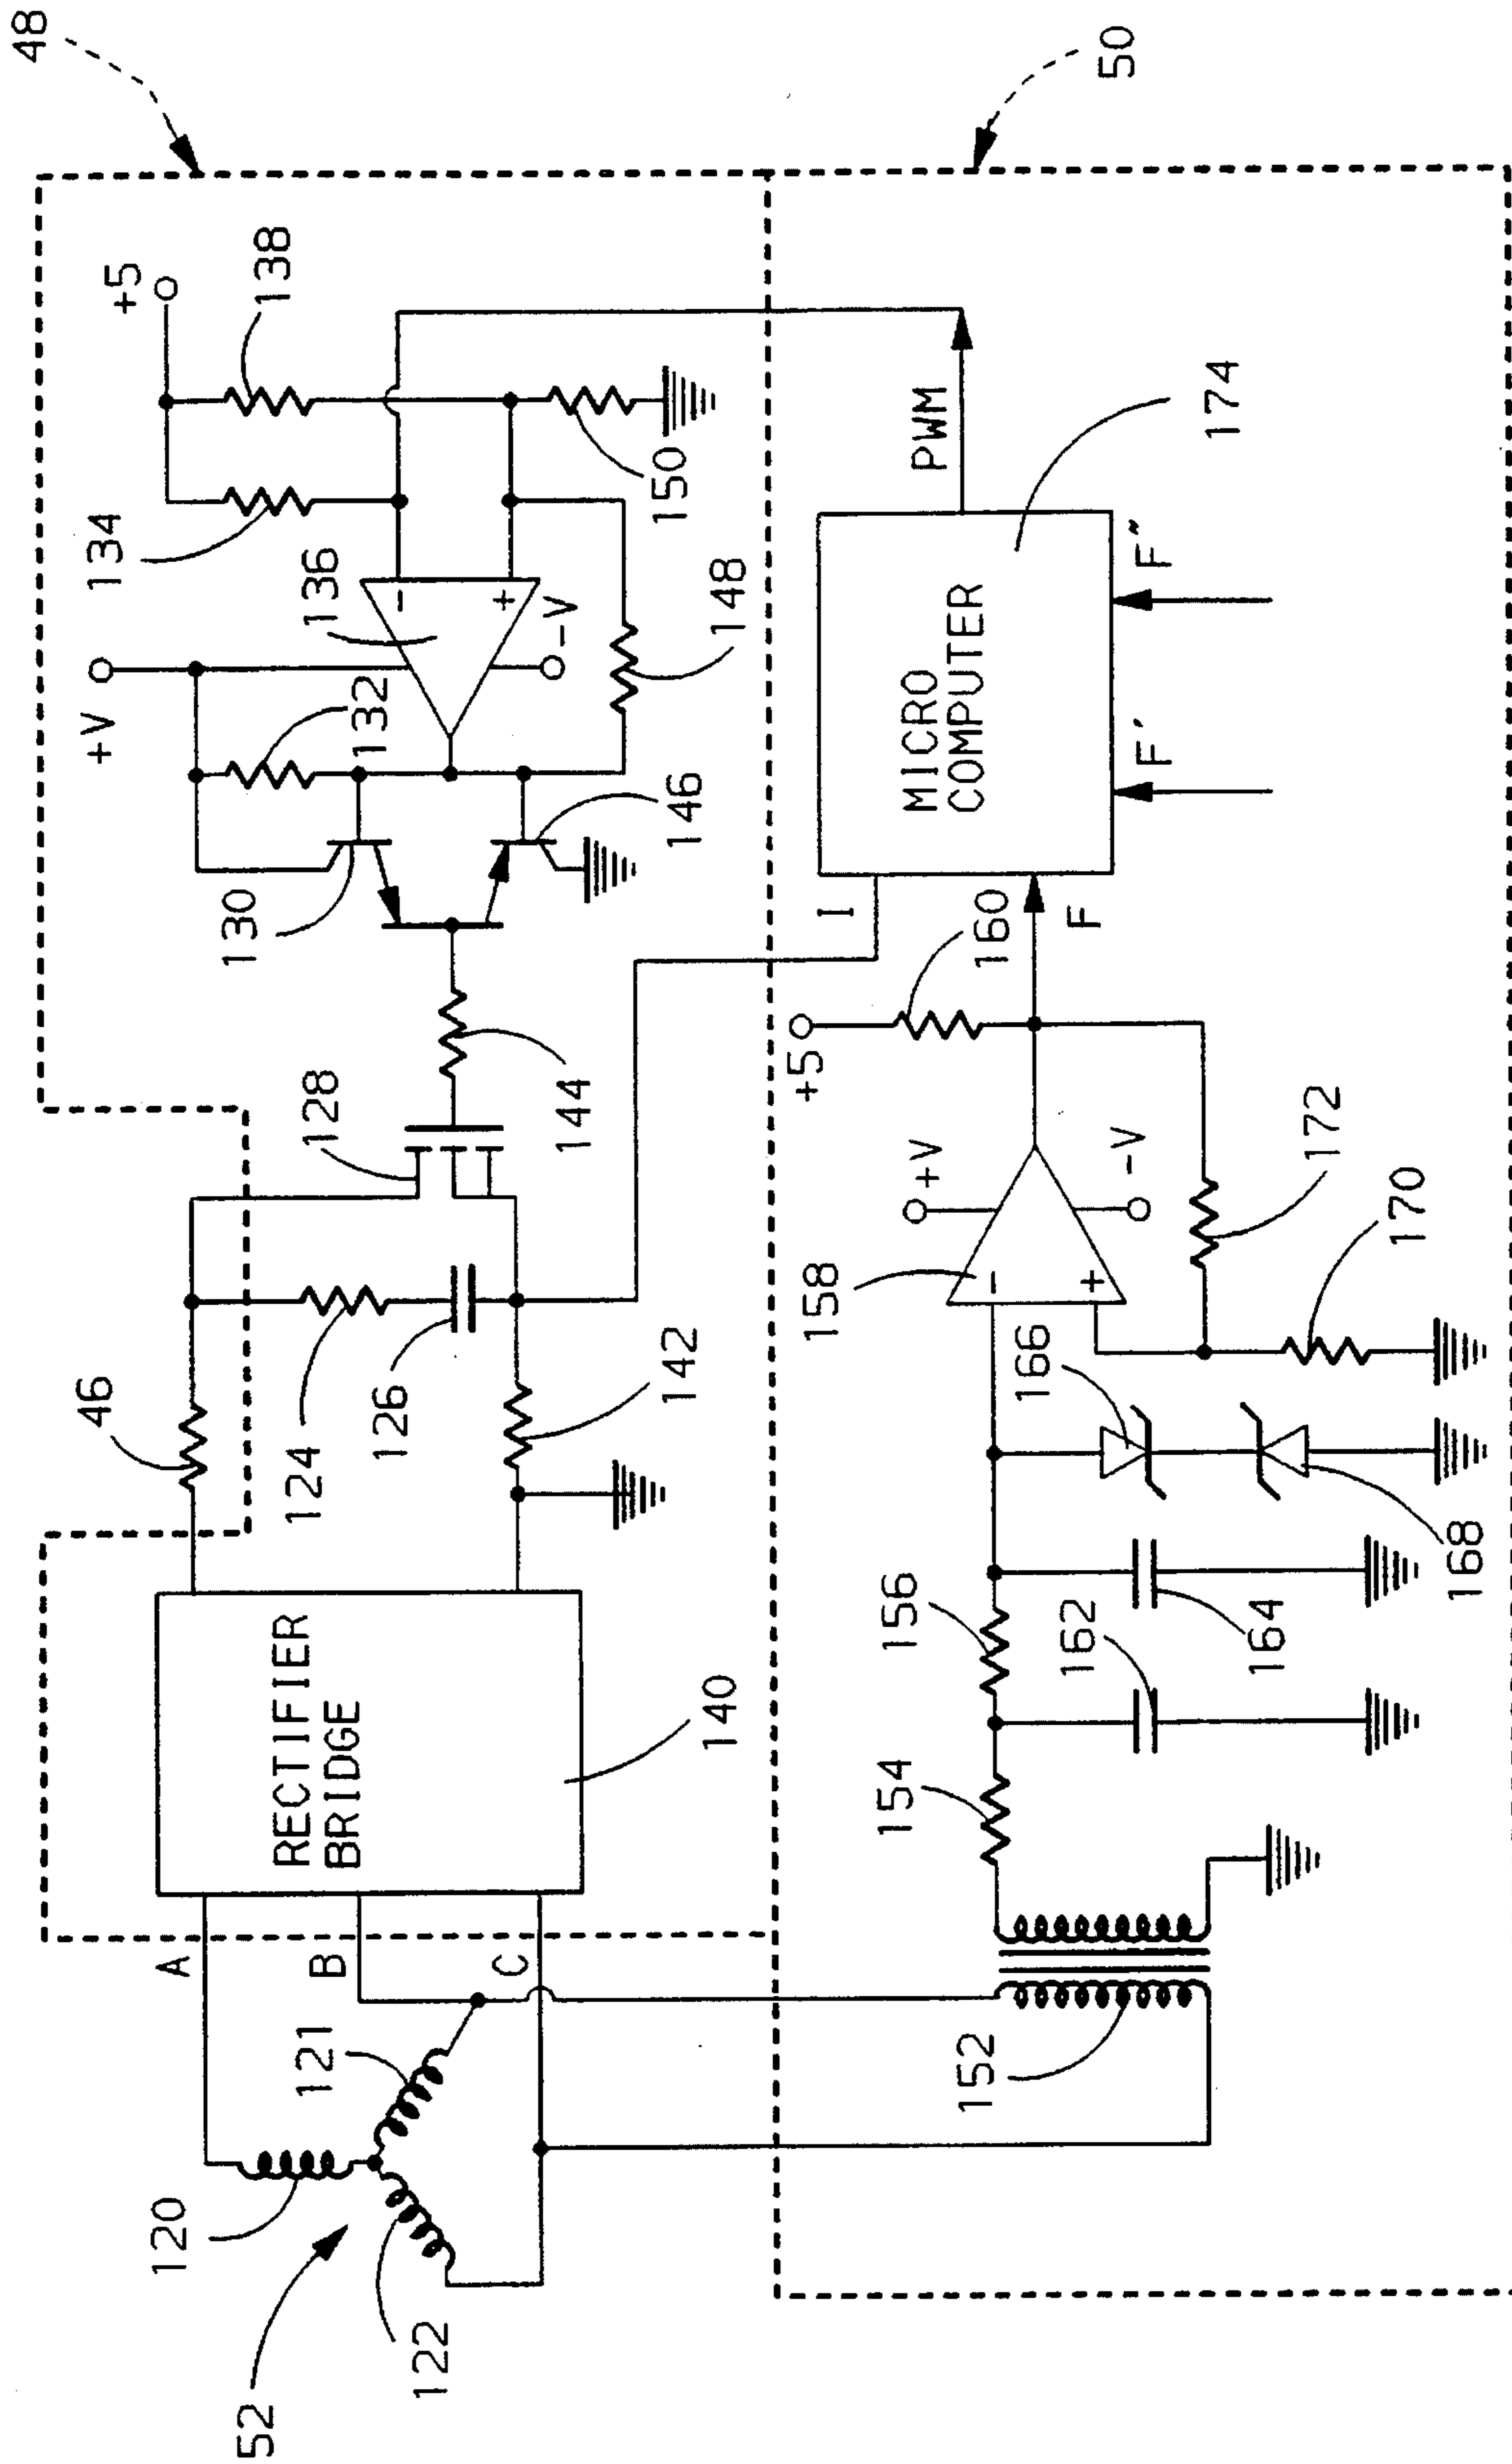 48
+5
138
134
+V
132
136
-
+
-V
150
148
130
146
128
144
46
124
126
142
RECTIFIER
BRIDGE
140
A
B
C
120
121
122
52
50
PWM
MICRO
COMPUTER
174
I
F
F′
F″
+5
160
+V
-V
158
-
+
172
170
166
168
156
164
162
154
152